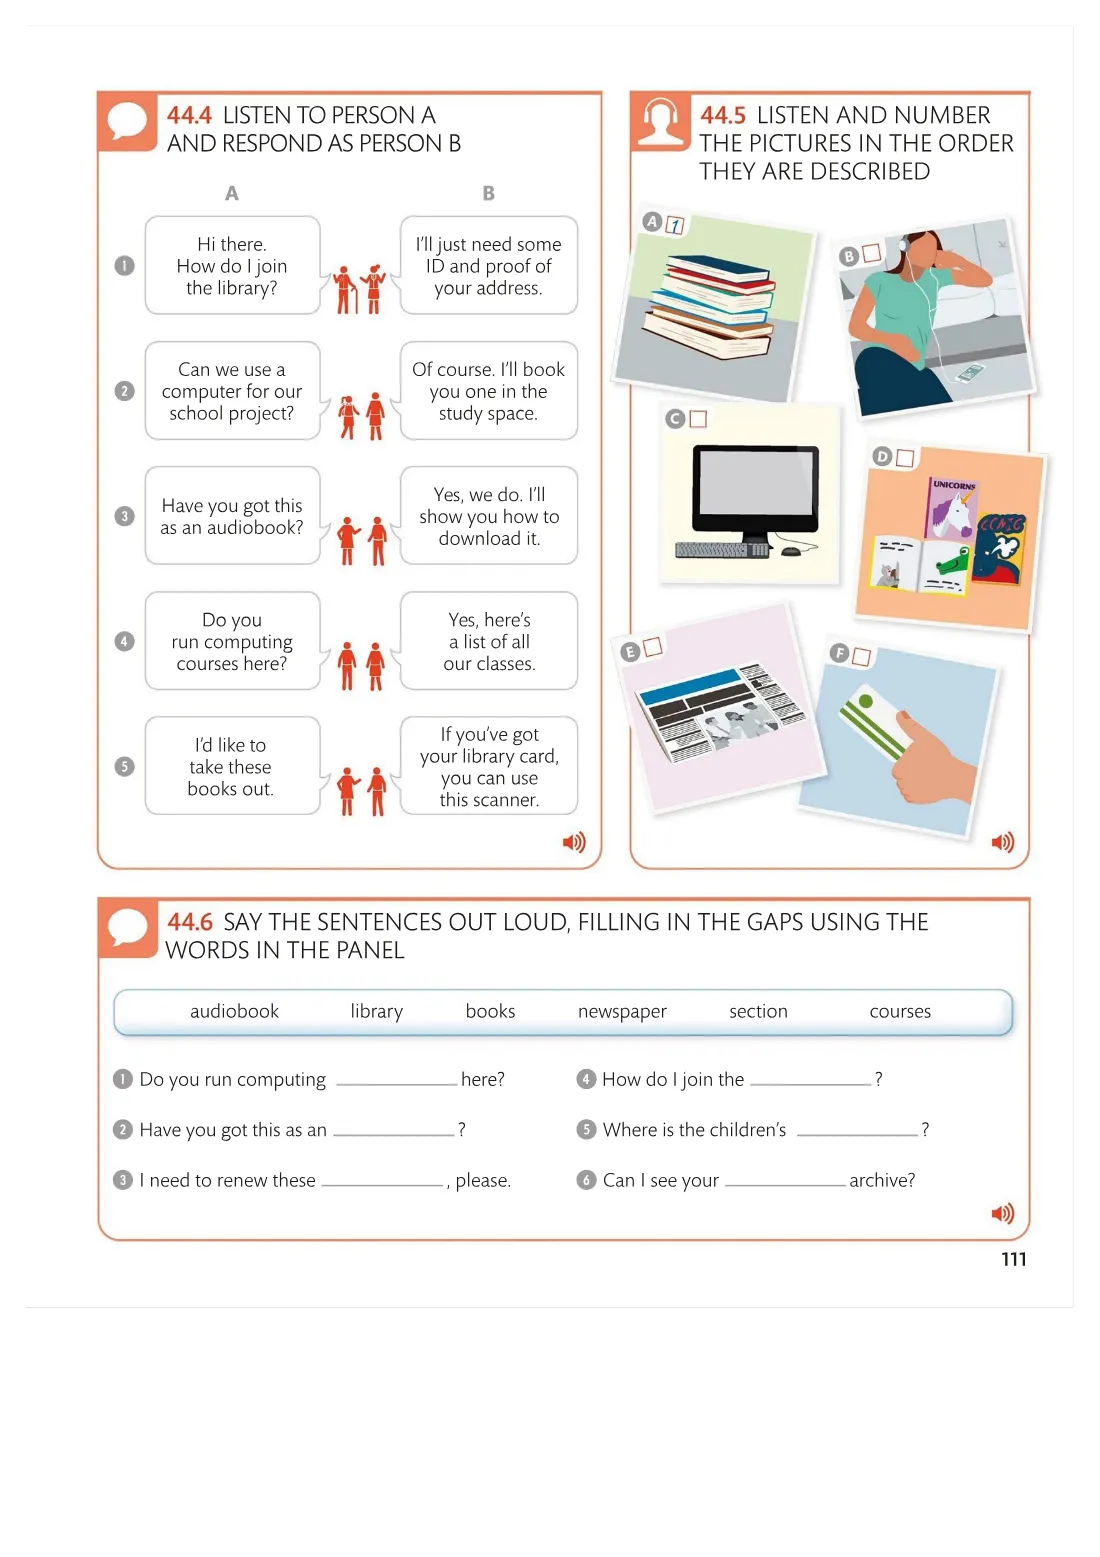 44.4 LISTEN TO PERSON A
AND RESPOND AS PERSON B
A
B
1
Hi there.
How do I join
the library?
I'll just need some
ID and proof of
your address.
2
Can we use a
computer for our
school project?
Of course. I'll book
you one in the
study space.
3
Have you got this
as an audiobook?
Yes, we do. I'll
show you how to
download it.
4
Do you
run computing
courses here?
Yes, here's
a list of all
our classes.
5
I'd like to
take these
books out.
If you've got
your library card,
you can use
this scanner.
44.5 LISTEN AND NUMBER
THE PICTURES IN THE ORDER
THEY ARE DESCRIBED
A 1
B
C
D
UNICORNS
COMIC
E
F
44.6 SAY THE SENTENCES OUT LOUD, FILLING IN THE GAPS USING THE
WORDS IN THE PANEL
audiobook library books newspaper section courses
1 Do you run computing ____________ here?
2 Have you got this as an ____________ ?
3 I need to renew these ____________ , please.
4 How do I join the ____________ ?
5 Where is the children's ____________ ?
6 Can I see your ____________ archive?
111